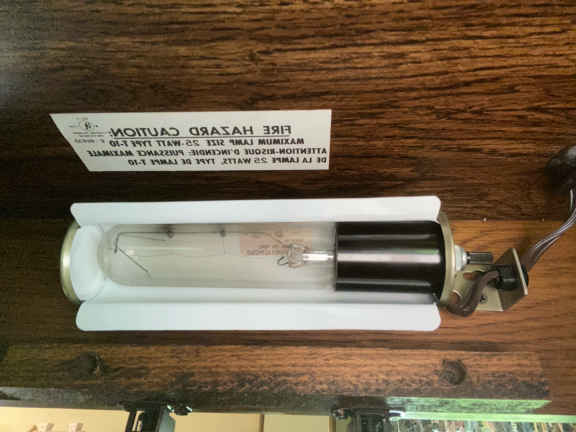 FIRE HAZARD CAUTION:
MAXIMUM LAMP SIZE 25-WATT TYPE T-10
ATTENTION-RISQUE D'INCENDIE: PUISSANCE MAXIMALE
DE LA LAMPE 25 WATTS, TYPE DE LAMPE T-10